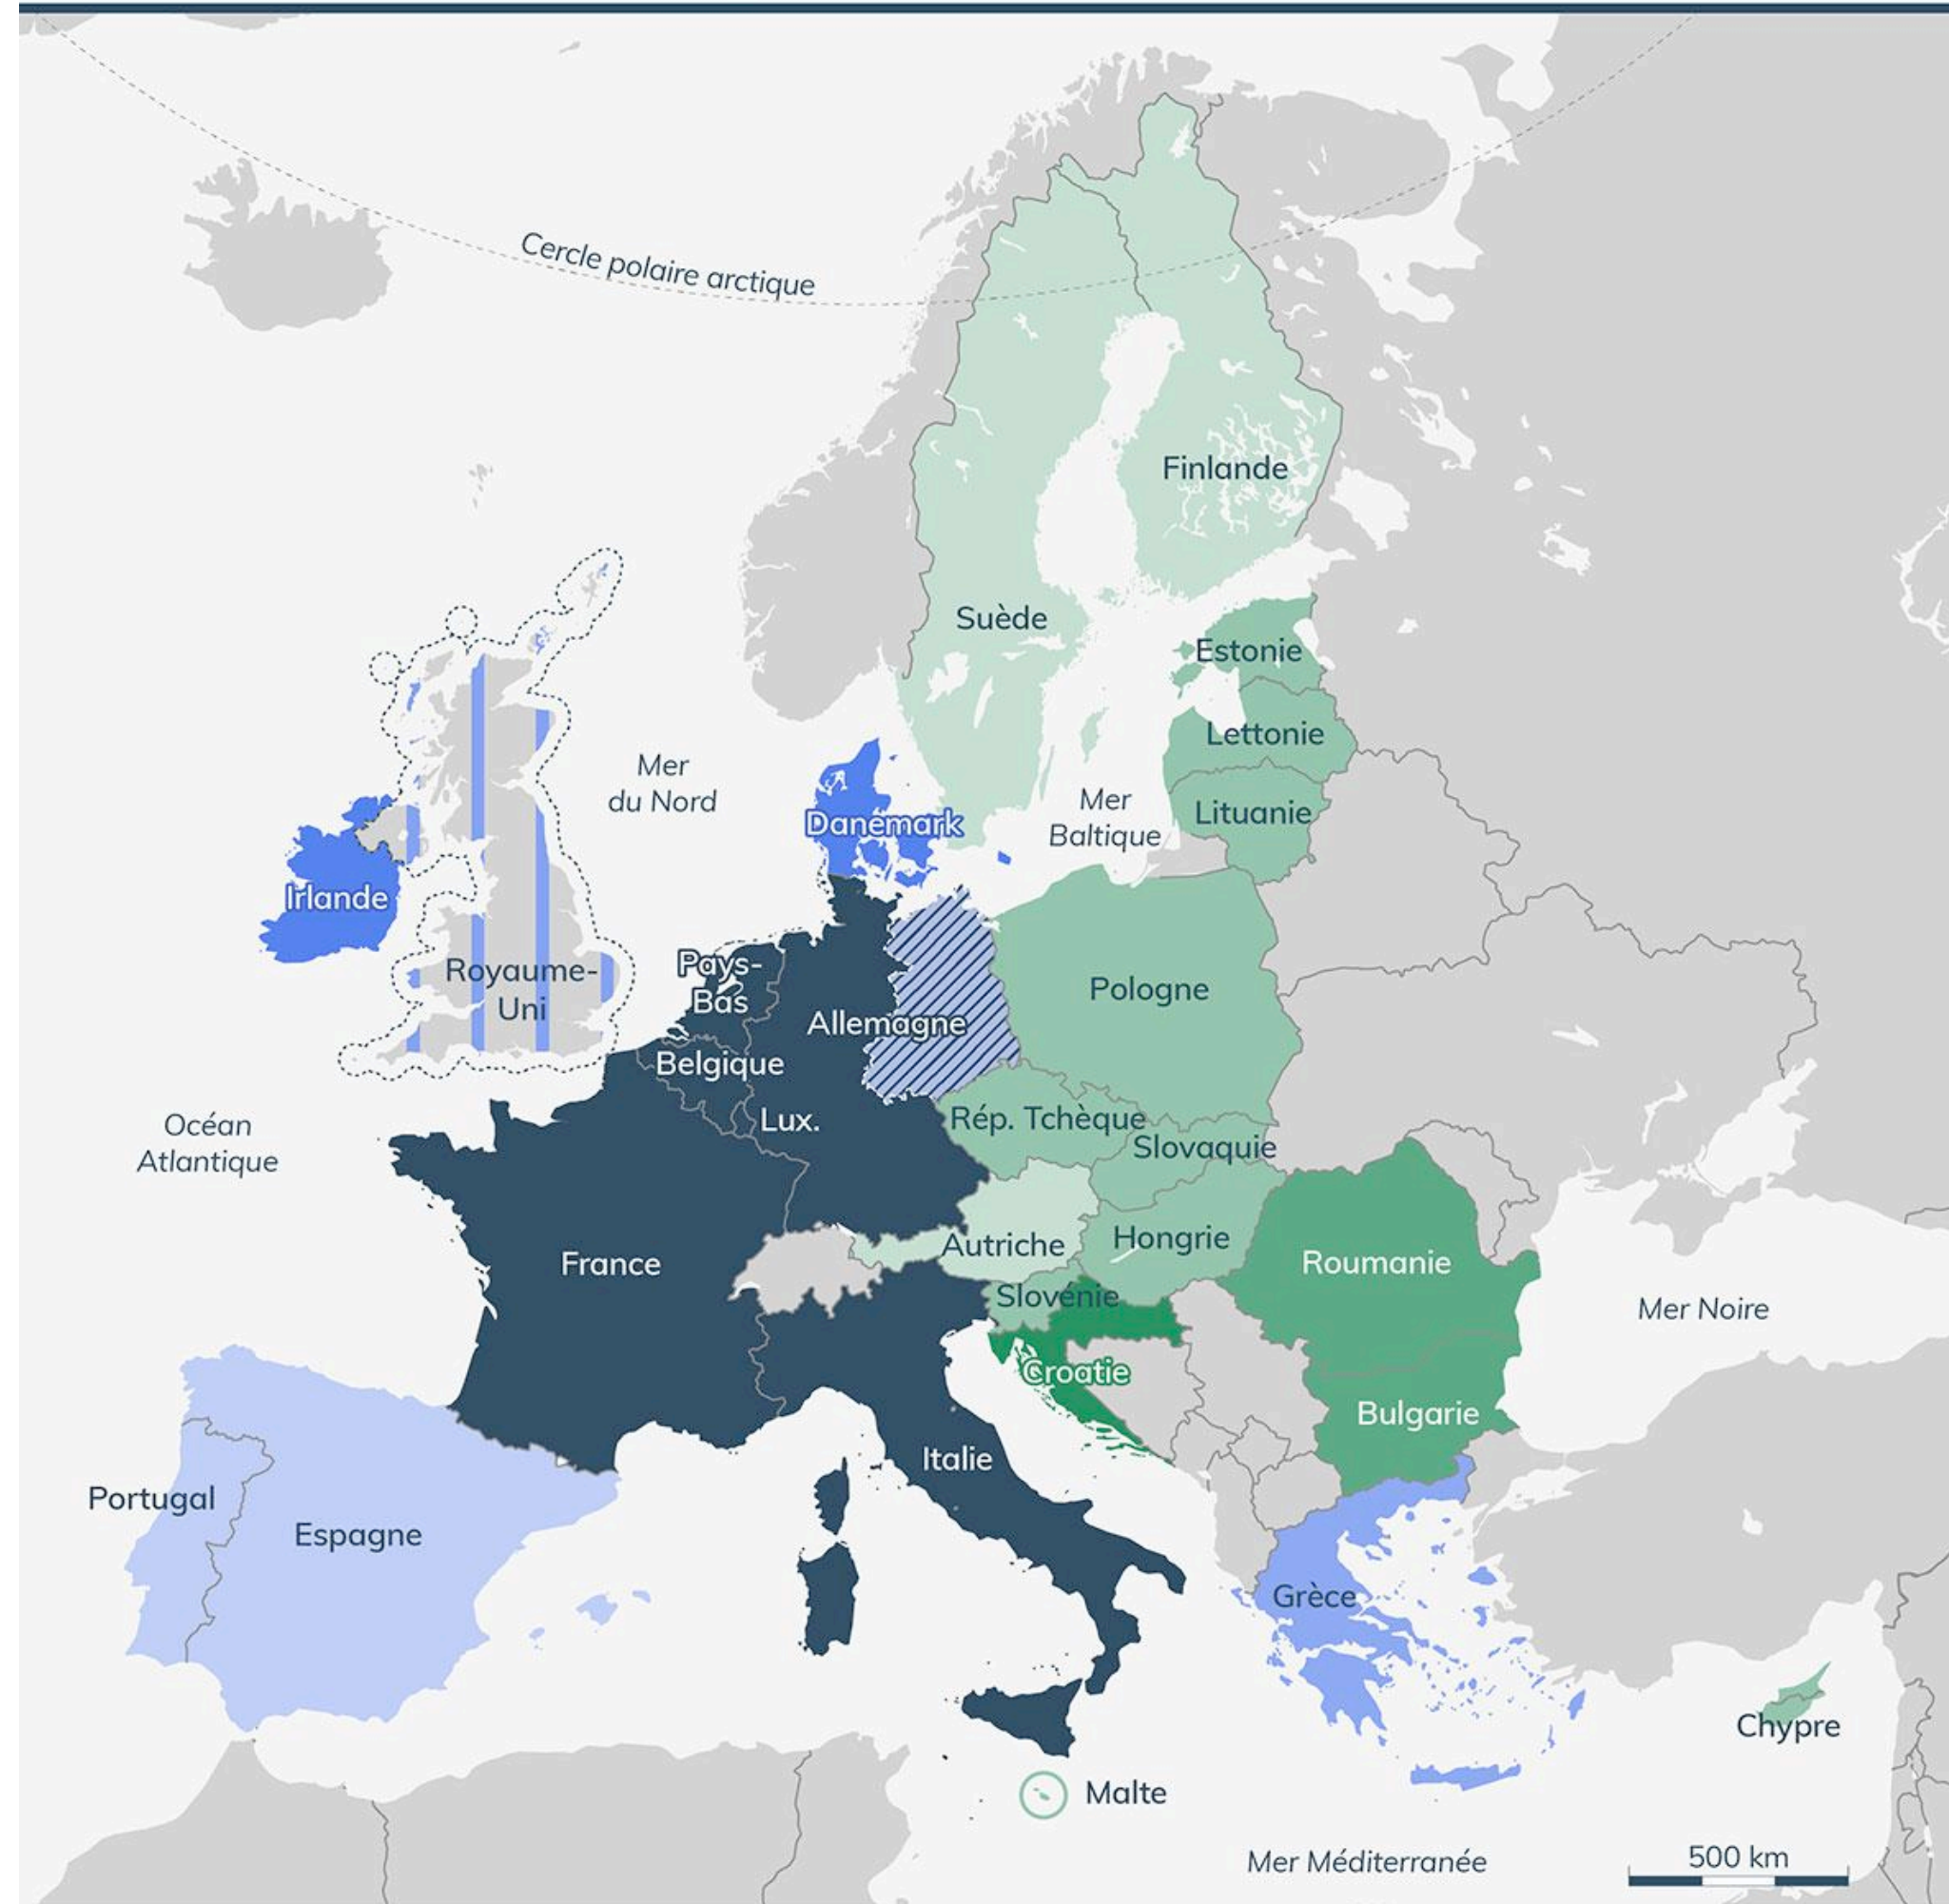 Cercle polaire arctique
Finlande
Suède
Estonie
Lettonie
Mer
du Nord
Mer
Baltique
Lituanie
Danemark
Irlande
Royaume-
Uni
Pays-
Bas
Pologne
Allemagne
Belgique
Lux.
Rép. Tchèque
Slovaquie
Océan
Atlantique
France
Autriche
Hongrie
Roumanie
Slovénie
Mer Noire
Croatie
Bulgarie
Italie
Portugal
Espagne
Grèce
Chypre
Malte
Mer Méditerranée
500 km